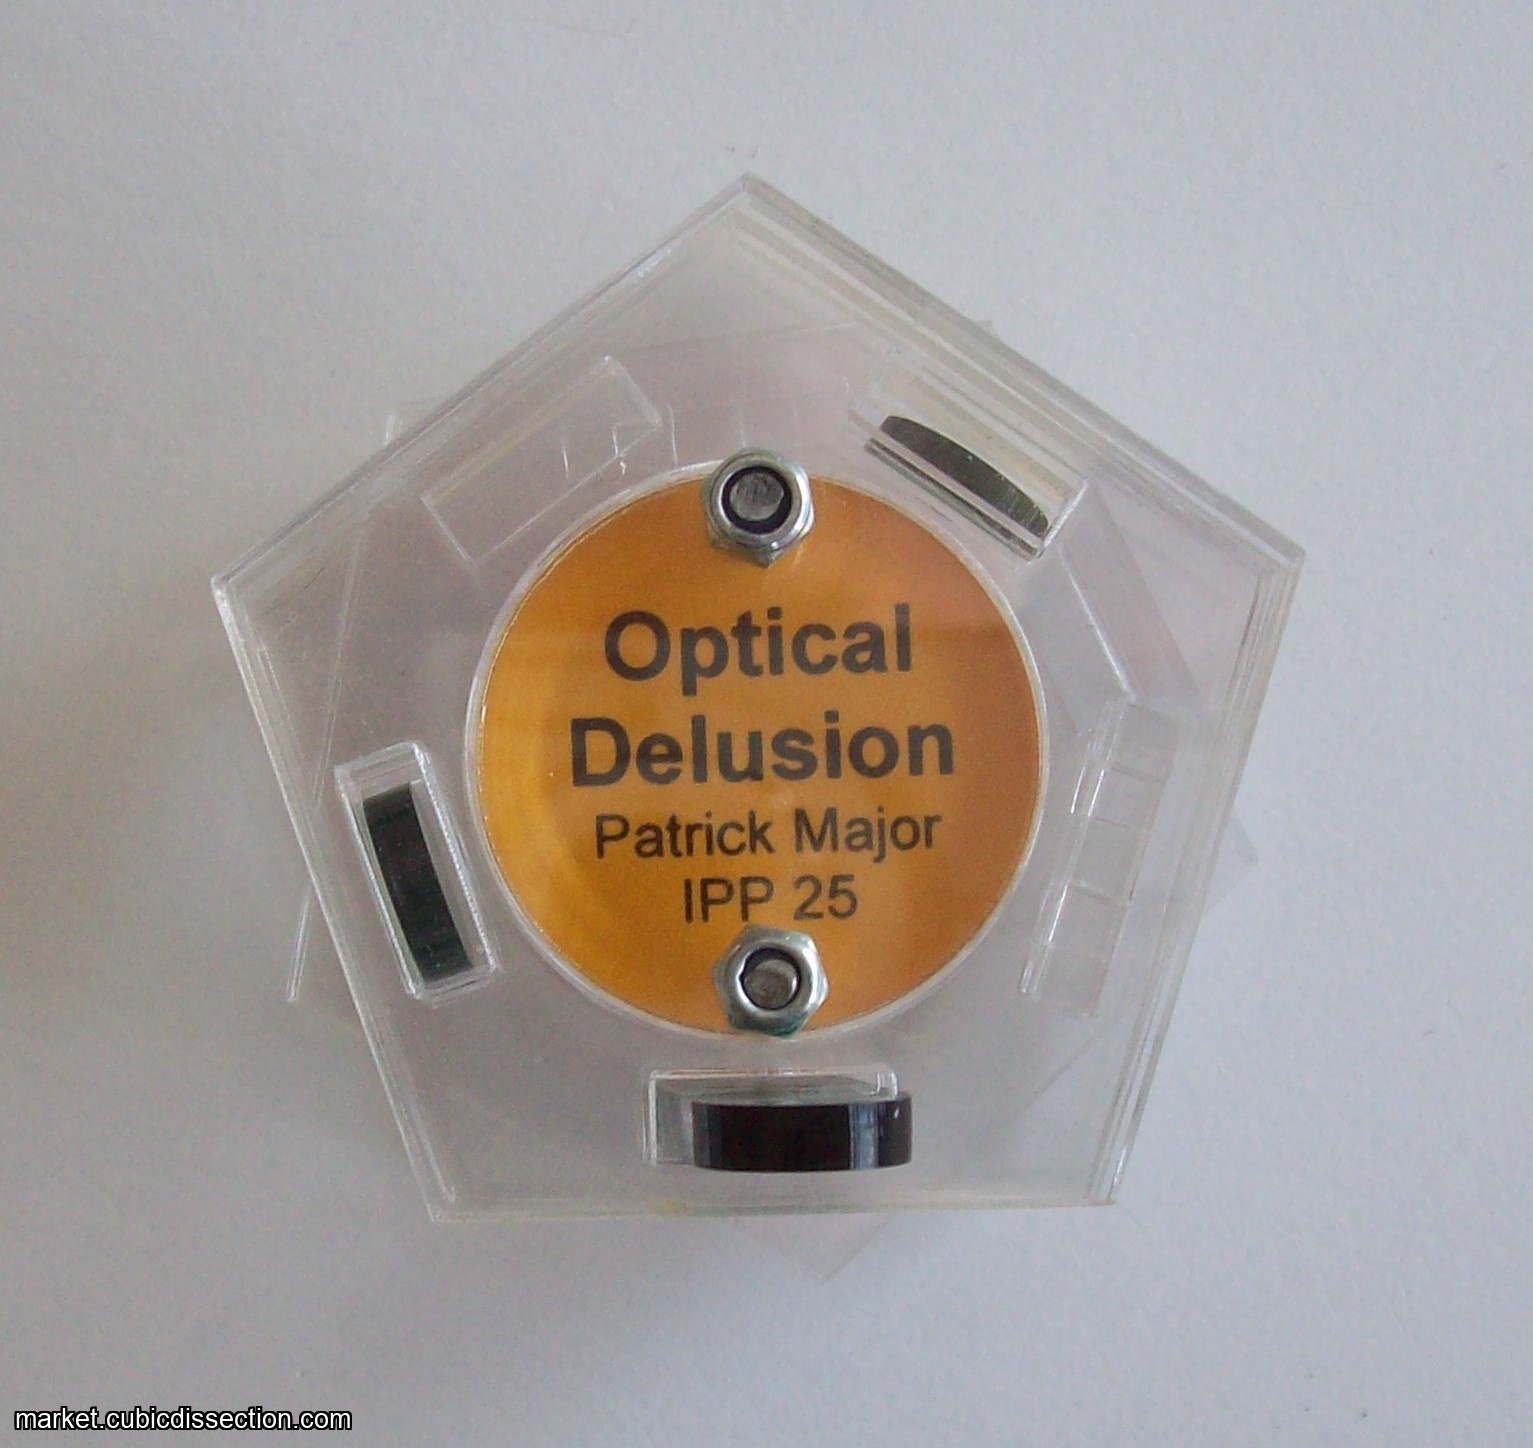 Optical
Delusion
Patrick Major
IPP 25
market.cubicdissection.com